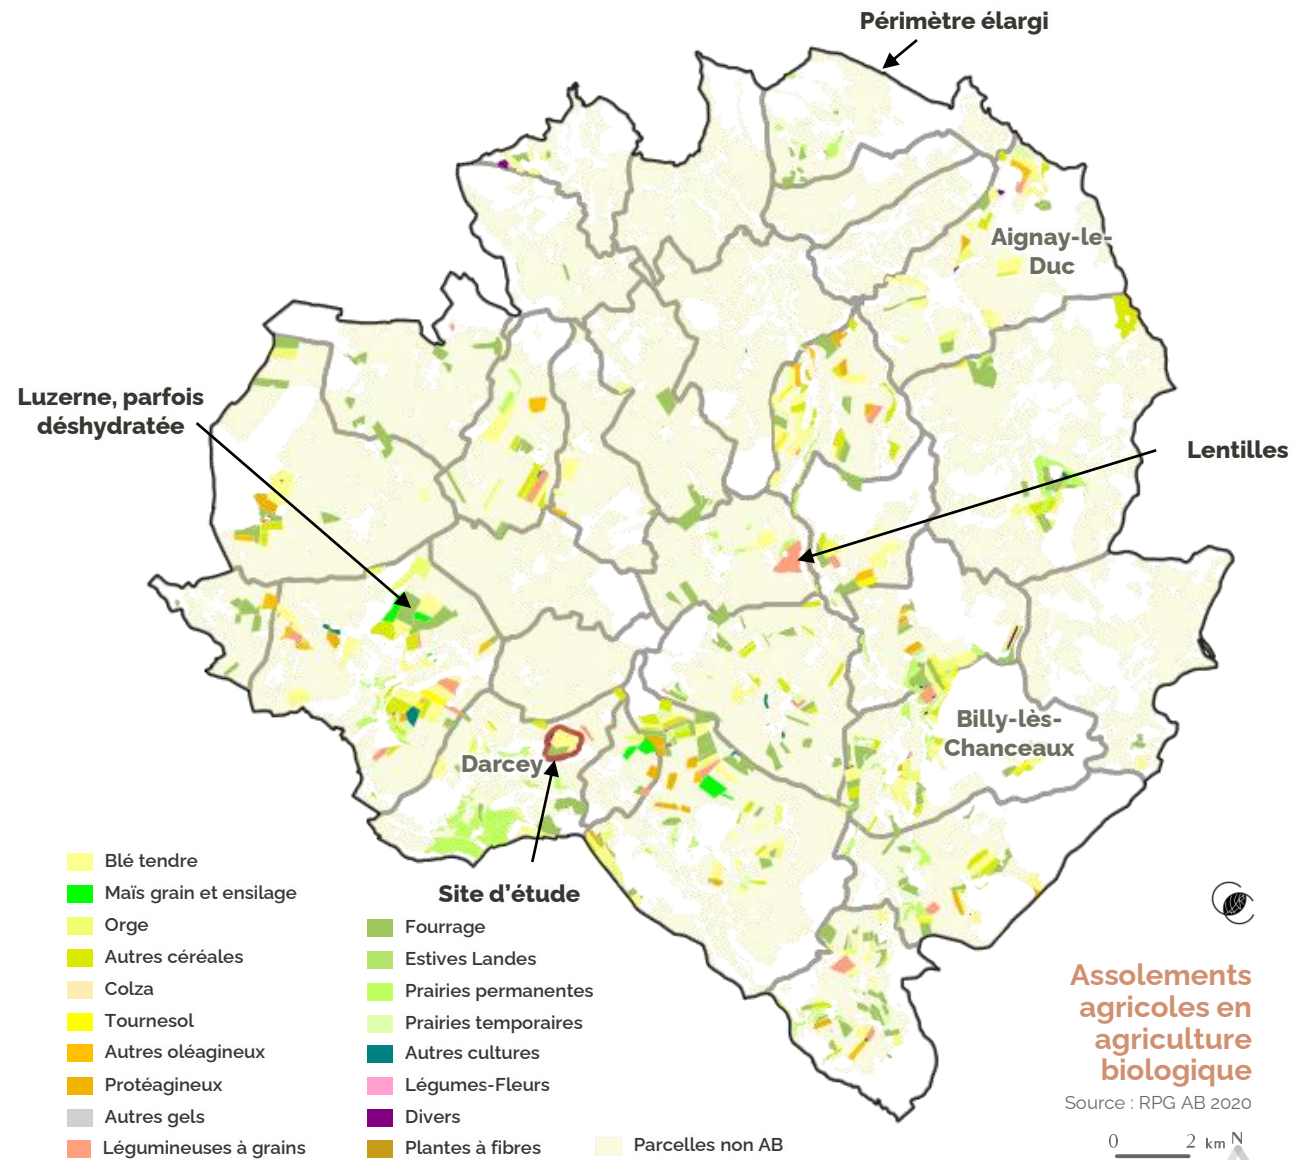 Périmètre élargi
Aignay-le-
Duc
Luzerne, parfois
déshydratée
Lentilles
Billy-lès-
Chanceaux
Darcey
Site d'étude
Blé tendre
Maïs grain et ensilage
Orge
Autres céréales
Colza
Tournesol
Autres oléagineux
Protéagineux
Autres gels
Légumineuses à grains
Fourrage
Estives Landes
Prairies permanentes
Prairies temporaires
Autres cultures
Légumes-Fleurs
Divers
Plantes à fibres
Parcelles non AB
Assolements
agricoles en
agriculture
biologique
Source : RPG AB 2020
0 2 km N